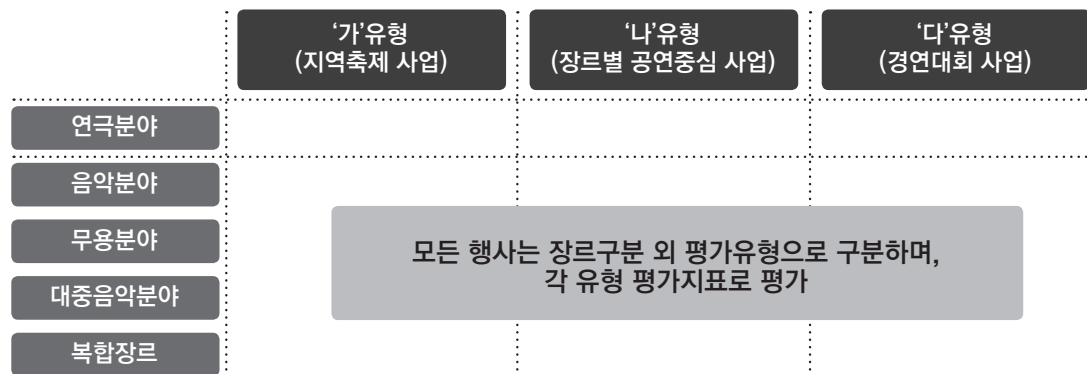 ‘가’유형
(지역축제 사업)
‘나’유형
(장르별 공연중심 사업)
‘다’유형
(경연대회 사업)
연극분야
음악분야
무용분야
대중음악분야
복합장르
모든 행사는 장르구분 외 평가유형으로 구분하며,
각 유형 평가지표로 평가